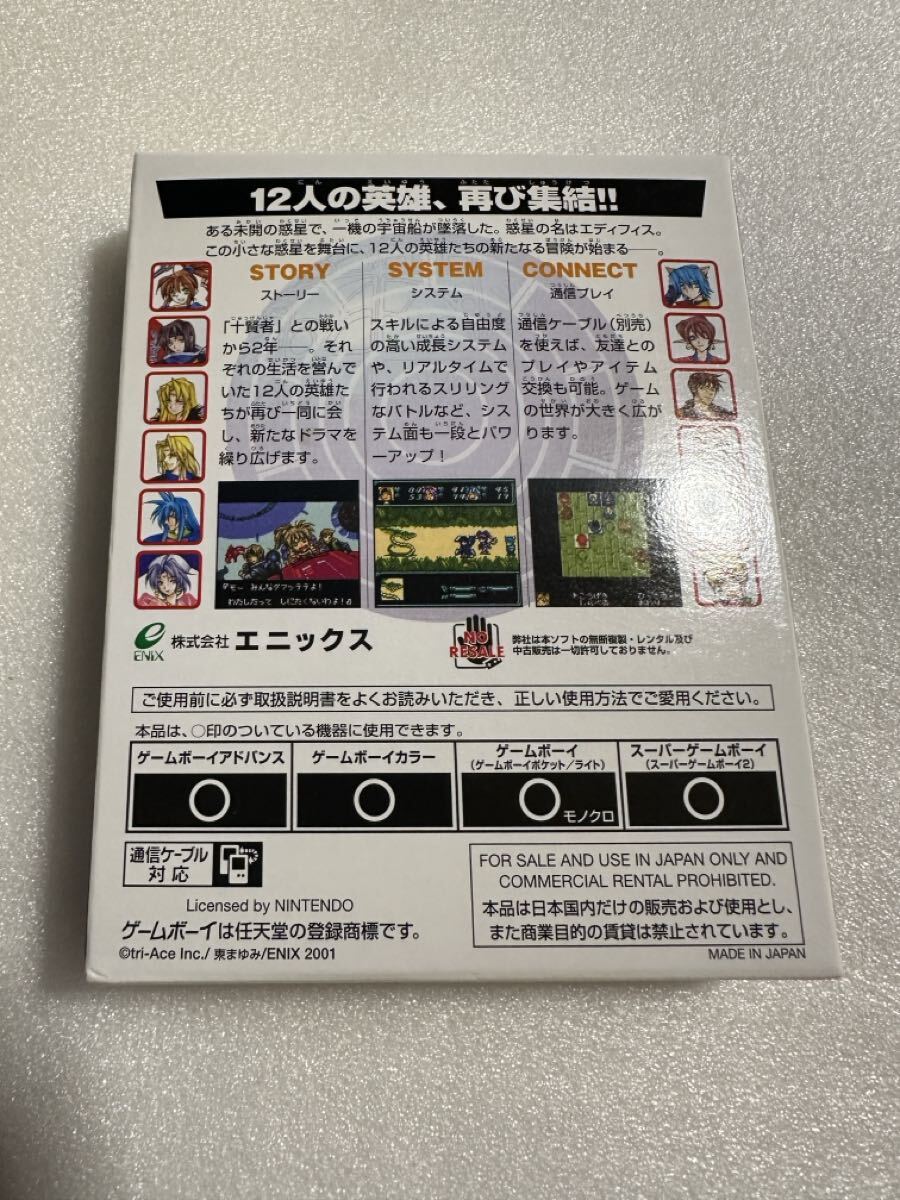 12人の英雄、再び集結!!
ある未開の惑星で、一機の宇宙船が墜落した。惑星の名はエディフィス。
この小さな惑星を舞台に、12人の英雄たちの新たなる冒険が始まる――。
STORY
ストーリー
「十賢者」との戦い
から2年――。それ
ぞれの生活を営んで
いた12人の英雄た
ちが再び一同に会
し、新たなドラマを
繰り広げます。
SYSTEM
システム
スキルによる自由度
の高い成長システム
や、リアルタイムで
行われるスリリング
なバトルなど、シス
テム面も一段とパワ
ーアップ！
CONNECT
通信プレイ
通信ケーブル（別売）
を使えば、友達との
プレイやアイテム
交換も可能。ゲーム
の世界が大きく広が
ります。
ENIX
株式会社 エニックス
NO RESALE
弊社は本ソフトの無断複製・レンタル及び
中古販売は一切許可しておりません。
ご使用前に必ず取扱説明書をよくお読みいただき、正しい使用方法でご愛用ください。
本品は、○印のついている機器に使用できます。
ゲームボーイアドバンス
ゲームボーイカラー
ゲームボーイ
（ゲームボーイポケット／ライト）
モノクロ
スーパーゲームボーイ
（スーパーゲームボーイ2）
通信ケーブル
対応
FOR SALE AND USE IN JAPAN ONLY AND
COMMERCIAL RENTAL PROHIBITED.
本品は日本国内だけの販売および使用とし、
また商業目的の賃貸は禁止されています。
Licensed by NINTENDO
ゲームボーイは任天堂の登録商標です。
©tri-Ace Inc./ 東まゆみ/ENIX 2001
MADE IN JAPAN